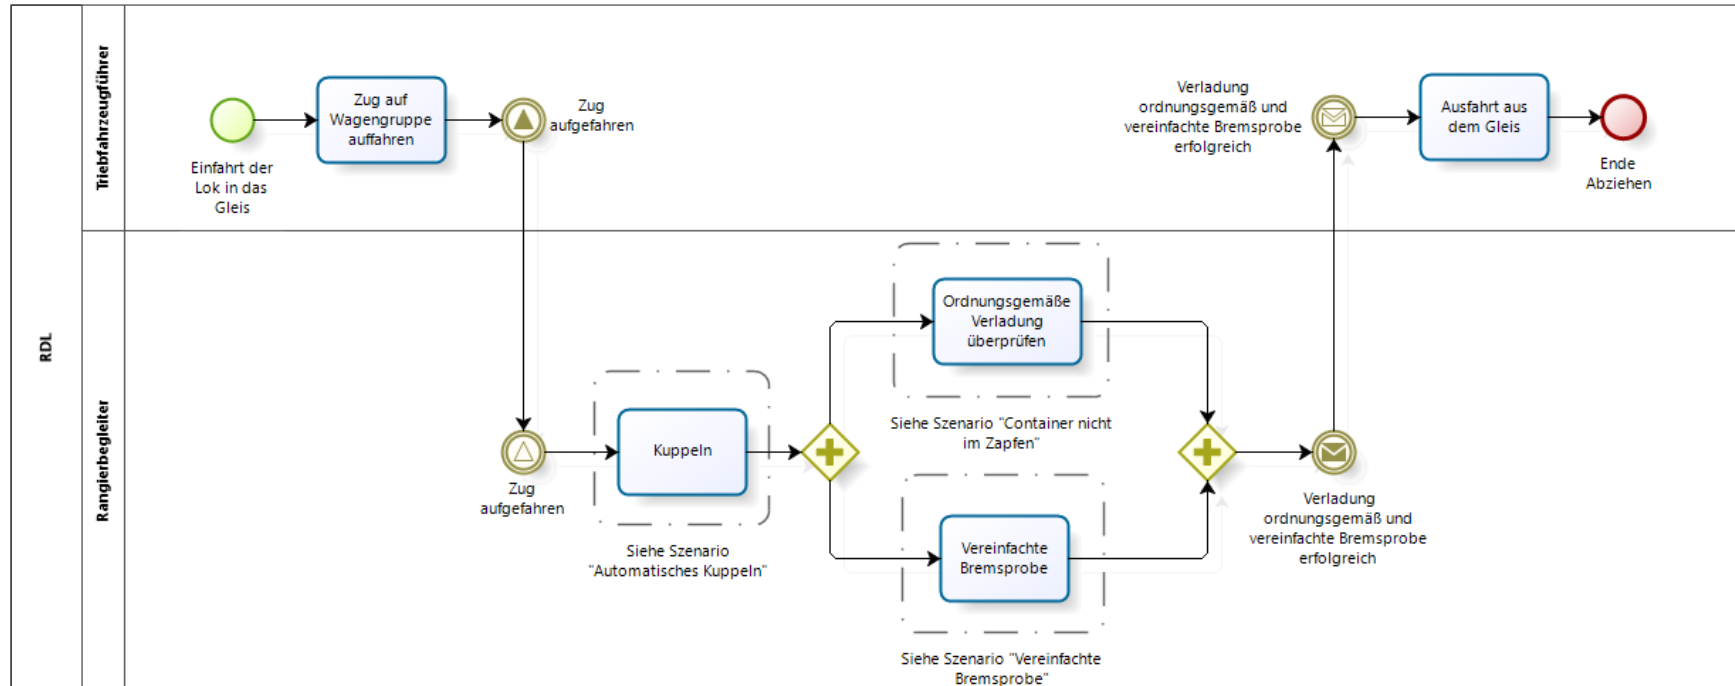 RDL
Triebfahrzeugführer
Einfahrt der
Lok in das
Gleis
Zug auf
Wagengruppe
auffahren
Zug
aufgefahren
Verladung
ordnungsgemäß und
vereinfachte Bremsprobe
erfolgreich
Ausfahrt aus
dem Gleis
Ende
Abziehen
Rangierbegleiter
Zug
aufgefahren
Kuppeln
Siehe Szenario
"Automatisches Kuppeln"
Ordnungsgemäße
Verladung
überprüfen
Siehe Szenario "Container nicht
im Zapfen"
Vereinfachte
Bremsprobe
Siehe Szenario "Vereinfachte
Bremsprobe"
Verladung
ordnungsgemäß und
vereinfachte Bremsprobe
erfolgreich